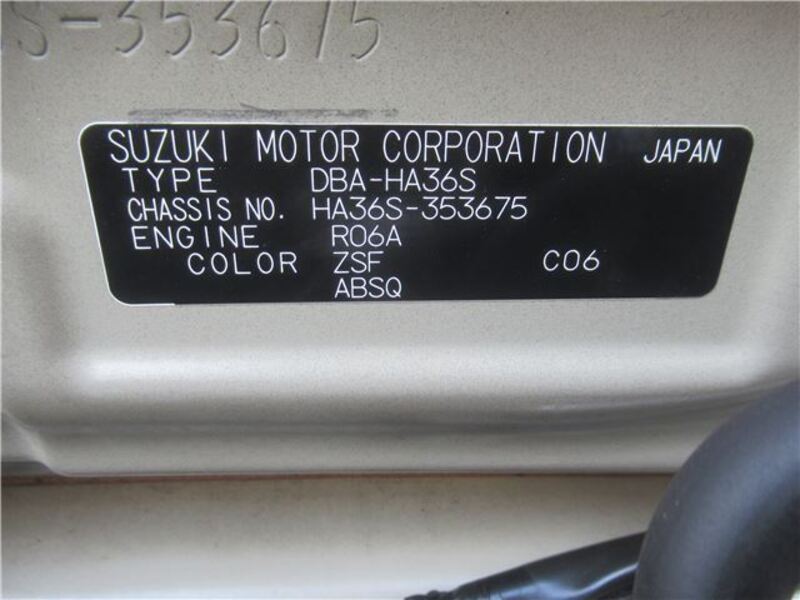 S-353675
SUZUKI MOTOR CORPORATION JAPAN
TYPE DBA-HA36S
CHASSIS NO. HA36S-353675
ENGINE R06A
COLOR ZSF C06
ABSQ